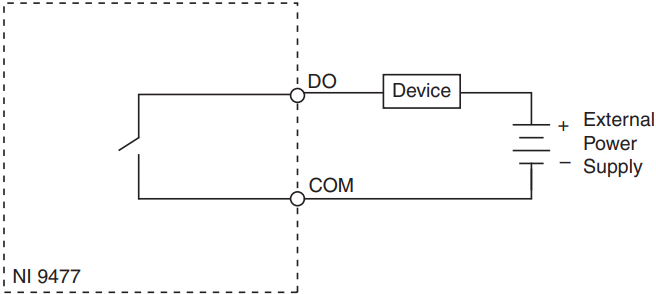 DO
Device
+ External
Power
– Supply
COM
NI 9477